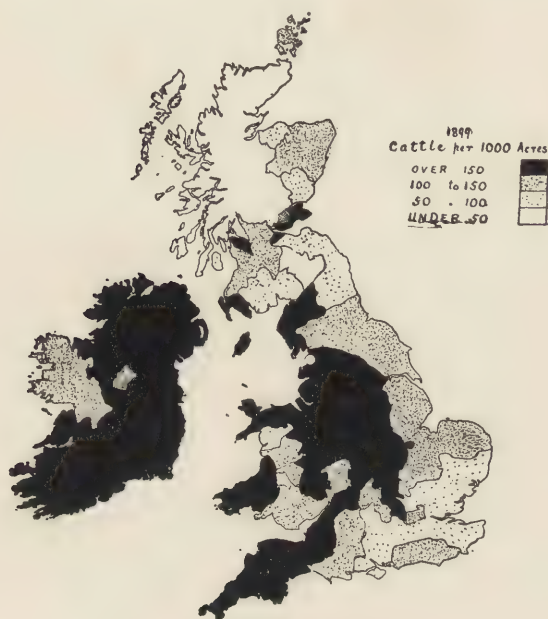 1899.
Cattle per 1000 Acres
OVER 150
100 to 150
50 . 100
UNDER 50